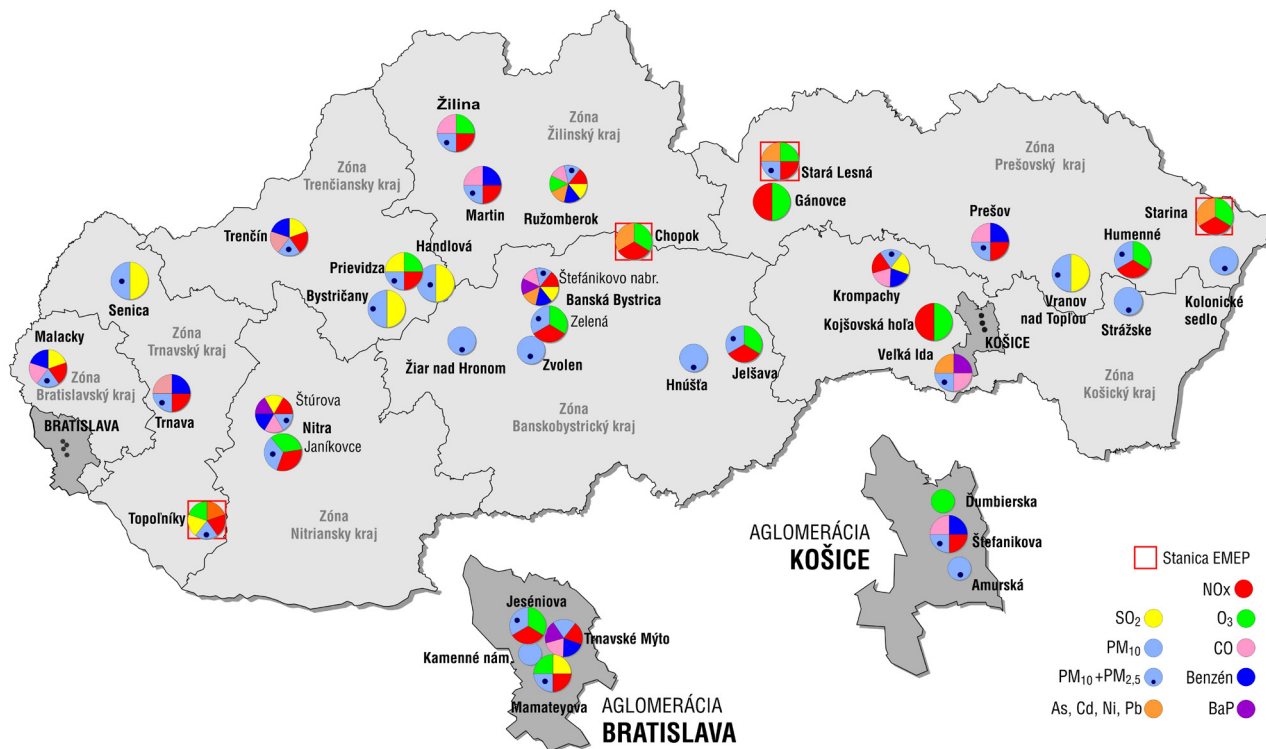 Žilina
Zóna
Žilinský kraj
Zóna
Trenčiansky kraj
Martin
Ružomberok
Stará Lesná
Gánovce
Zóna
Prešovský kraj
Starina
Prešov
Humenné
Chopok
Trenčín
Handlová
Prievidza
Bystričany
Senica
Štefánikovo nabr.
Banská Bystrica
Zelená
Krompachy
Vranov
nad Topľou
Strážske
Kolonické
sedlo
Kojšovská hoľa
KOŠICE
Malacky
Zóna
Trnavský kraj
Zóna
Bratislavský kraj
Žiar nad Hronom
Zvolen
Hnúšťa
Jelšava
Veľká Ida
Zóna
Košický kraj
BRATISLAVA
Trnava
Štúrova
Nitra
Janíkovce
Zóna
Banskobystrický kraj
Topoľníky
Zóna
Nitriansky kraj
AGLOMERÁCIA
KOŠICE
Ďumbierska
Štefanikova
Amurská
Jeséniova
Trnavské Mýto
Kamenné nám.
Mamateyova
AGLOMERÁCIA
BRATISLAVA
Stanica EMEP
NOx
SO2
O3
PM10
CO
PM10 +PM2,5
Benzén
As, Cd, Ni, Pb
BaP